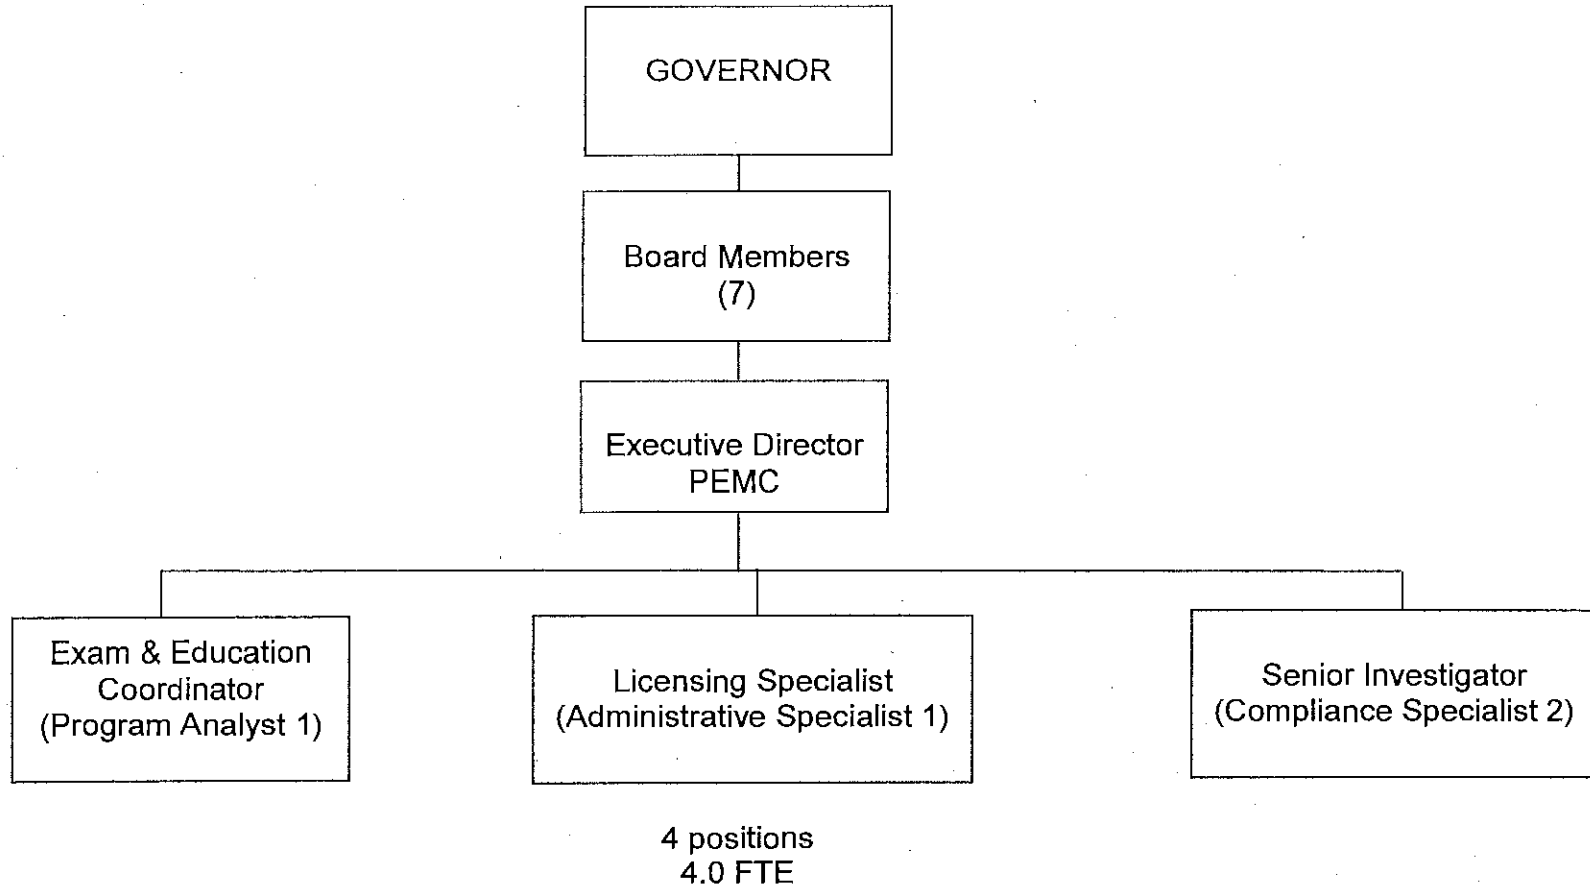 GOVERNOR
Board Members
(7)
Executive Director
PEMC
Exam & Education
Coordinator
(Program Analyst 1)
Licensing Specialist
(Administrative Specialist 1)
Senior Investigator
(Compliance Specialist 2)
4 positions
4.0 FTE